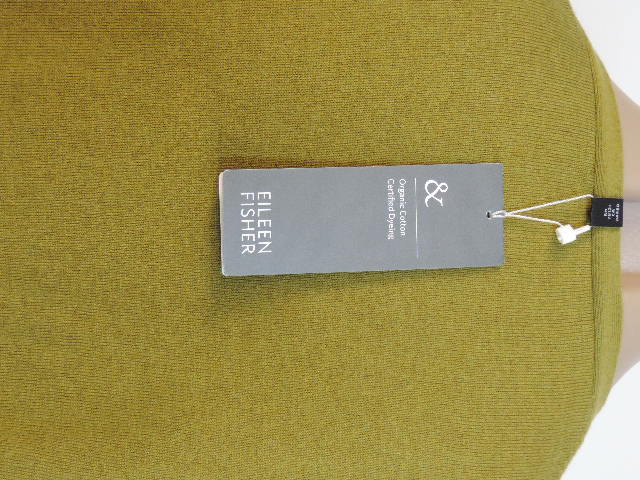 &
Organic Cotton
Certified Dyeing
EILEEN
FISHER